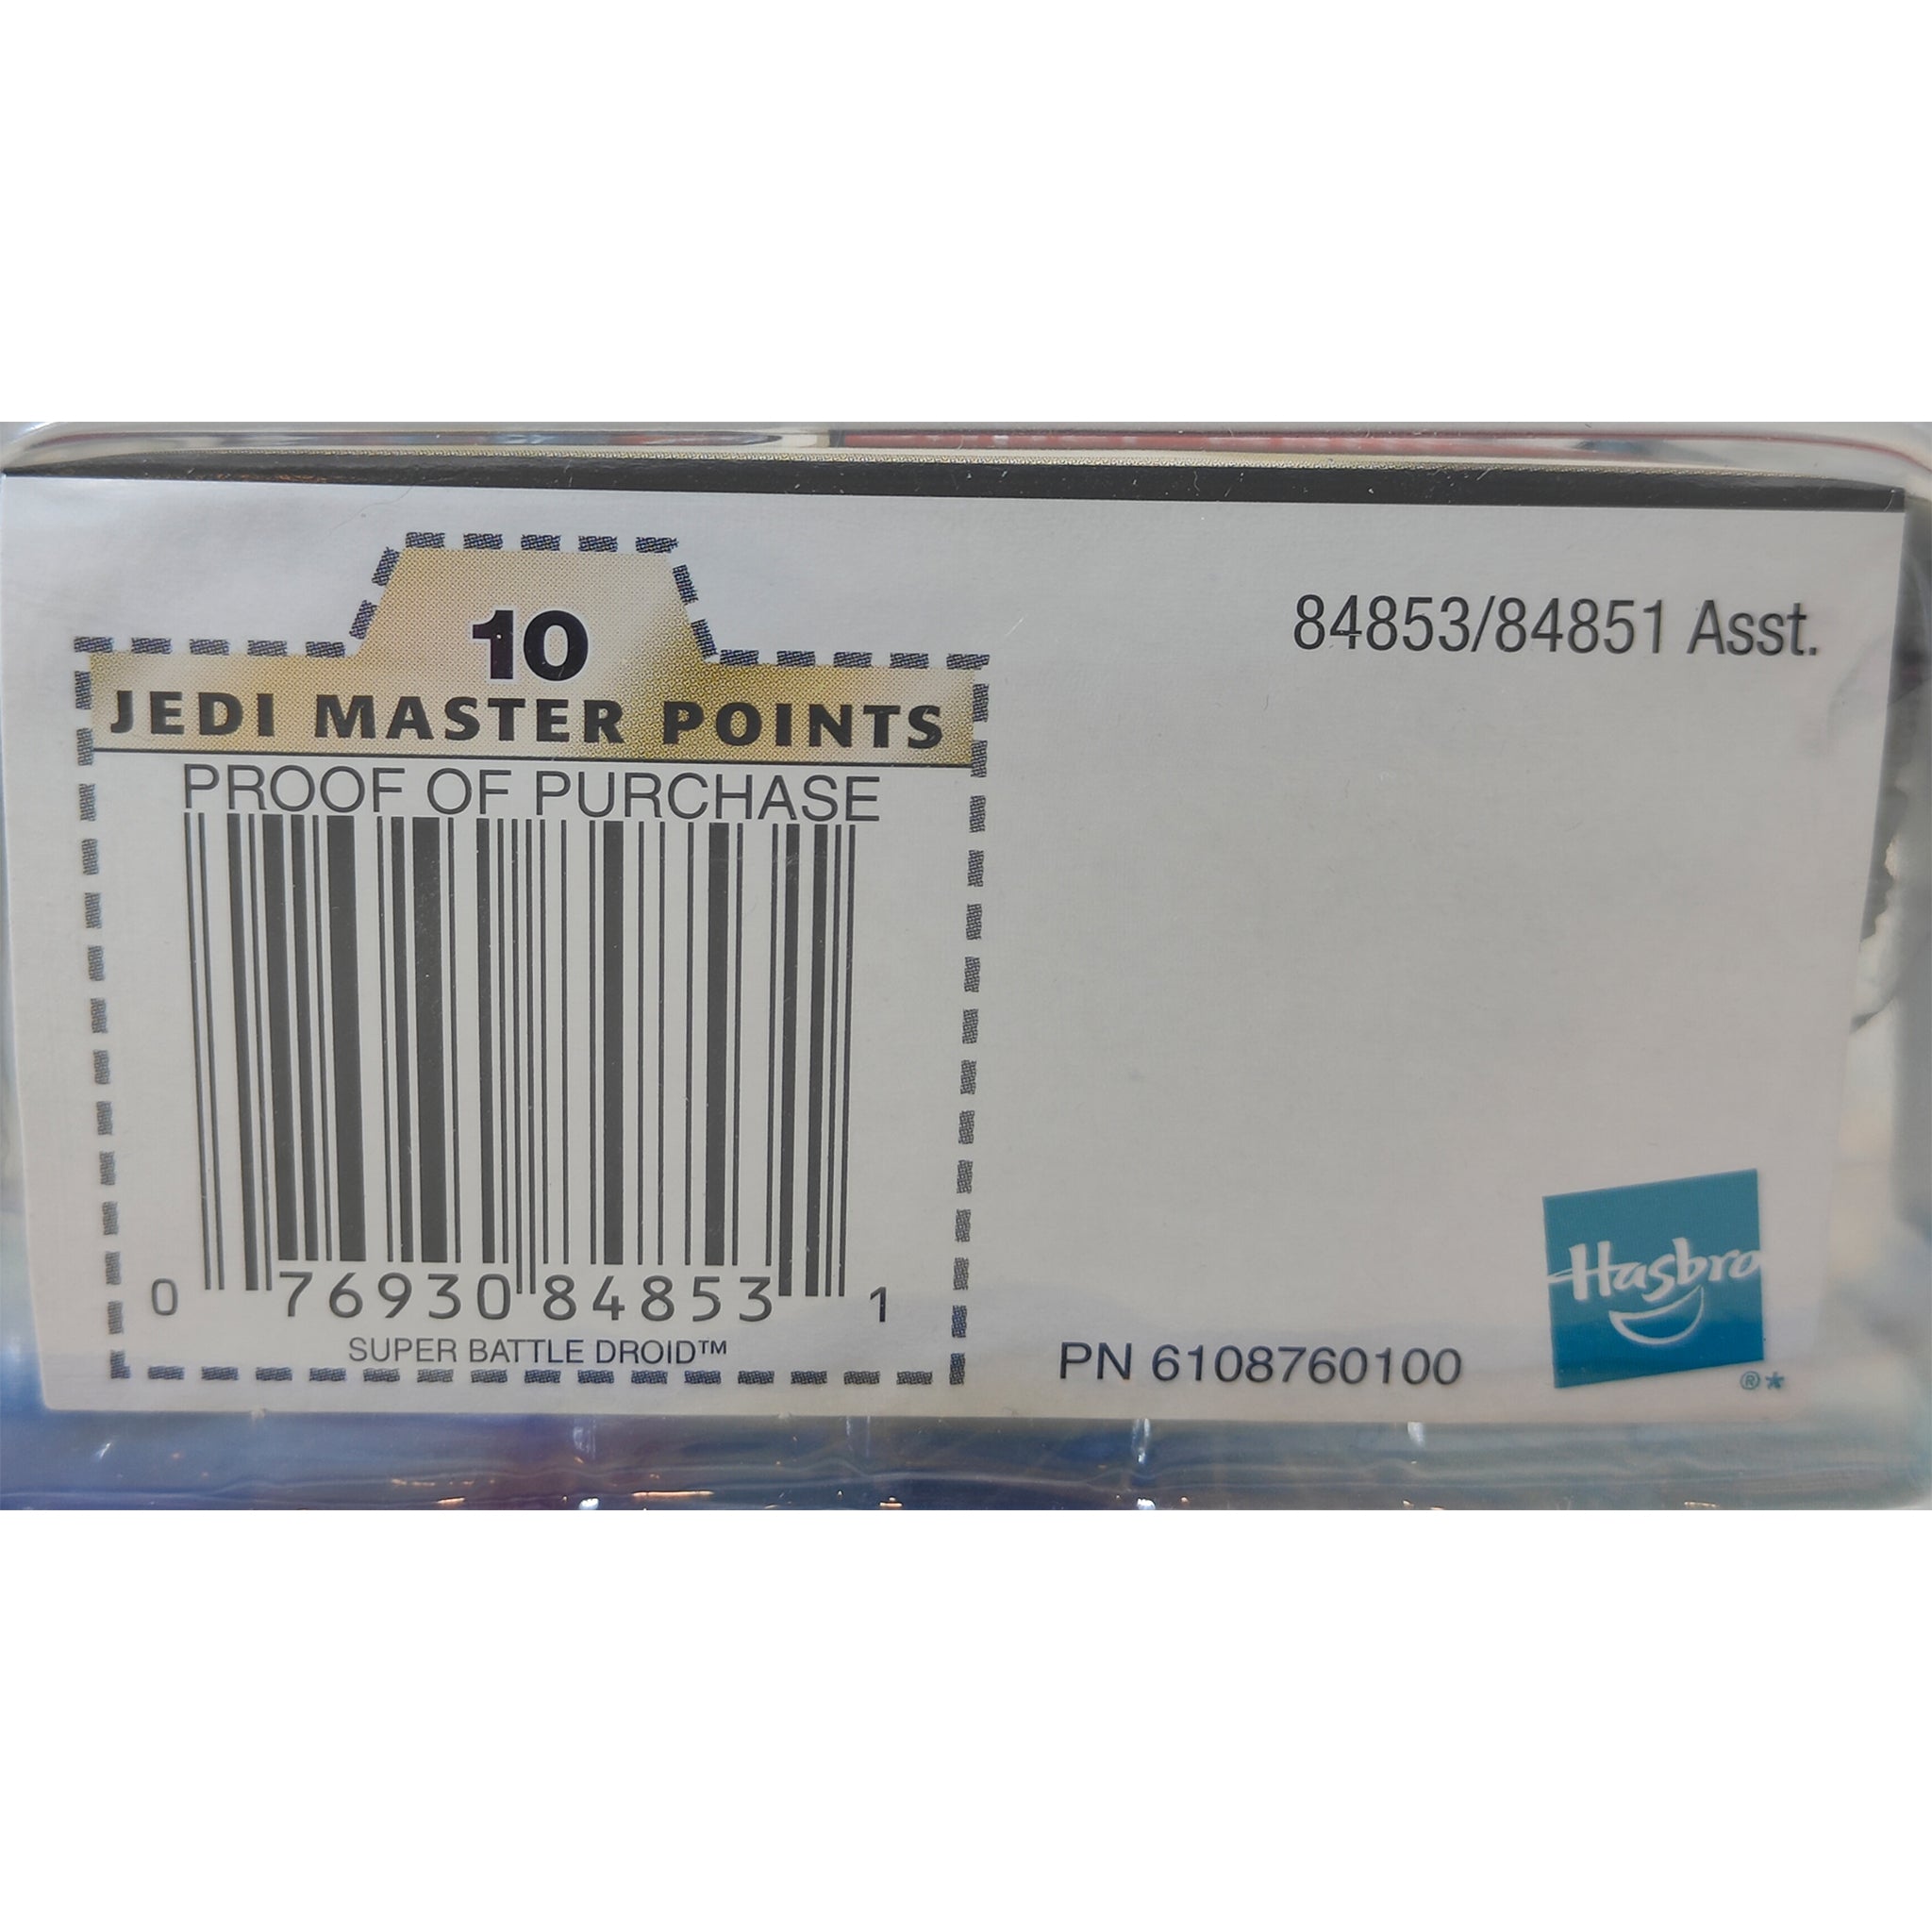 10
JEDI MASTER POINTS
PROOF OF PURCHASE
0 76930 84853 1
SUPER BATTLE DROID™
84853/84851 Asst.
PN 6108760100
Hasbro
®*